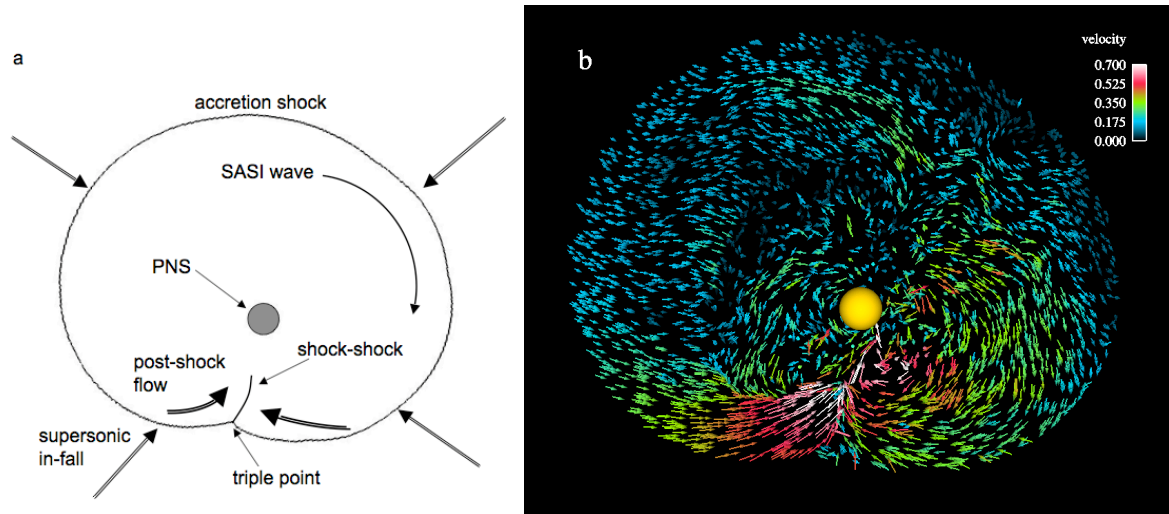 a
accretion shock
SASI wave
PNS
shock-shock
post-shock
flow
supersonic
in-fall
triple point
b
velocity
0.700
0.525
0.350
0.175
0.000